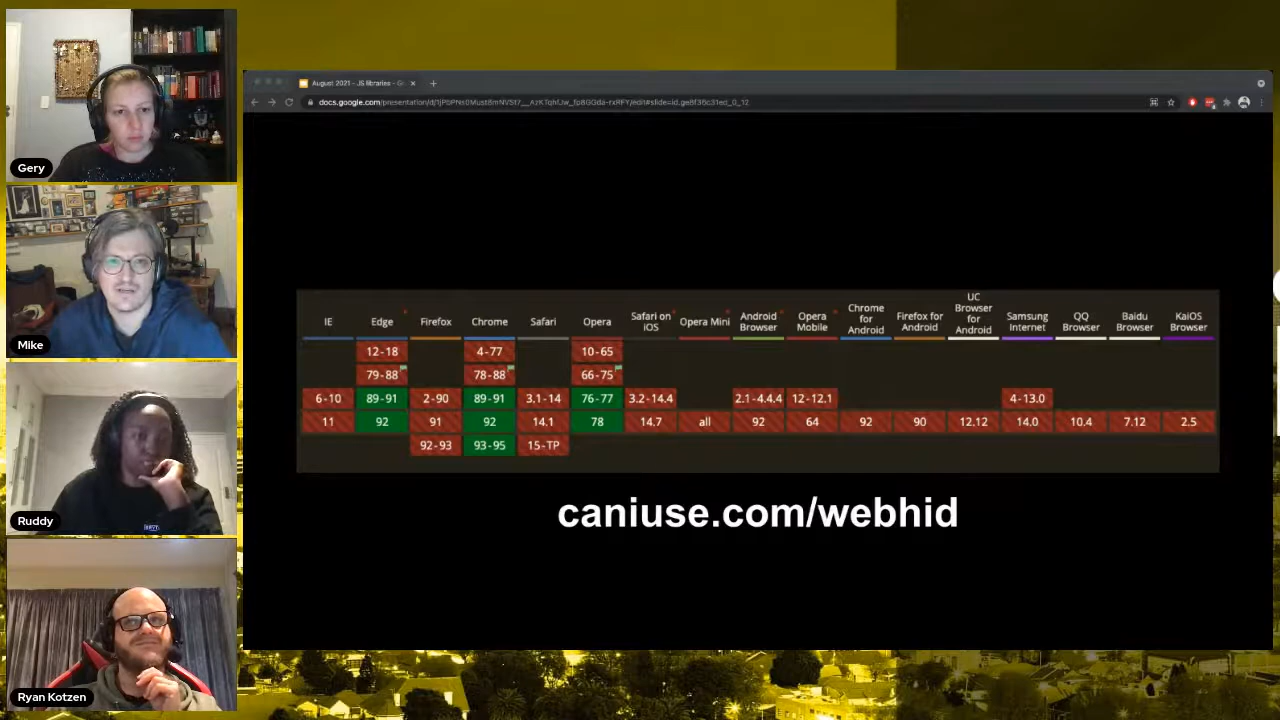 Gery
Mike
Ruddy
Ryan Kotzen
August 2021 - JS libraries - G
IE
Edge
Firefox
Chrome
Safari
Opera
Safari on iOS
Opera Mini
Android Browser
Opera Mobile
Chrome for Android
Firefox for Android
UC Browser for Android
Samsung Internet
QQ Browser
Baidu Browser
KaiOS Browser
12-18 4-77 10-65
79-88 78-88 66-75
6-10 89-91 2-90 89-91 3.1-14 76-77 3.2-14.4 2.1-4.4.4 12-12.1 4-13.0
11 92 91 92 14.1 78 14.7 all 92 64 92 90 12.12 14.0 10.4 7.12 2.5
92-93 93-95 15-TP
caniuse.com/webhid